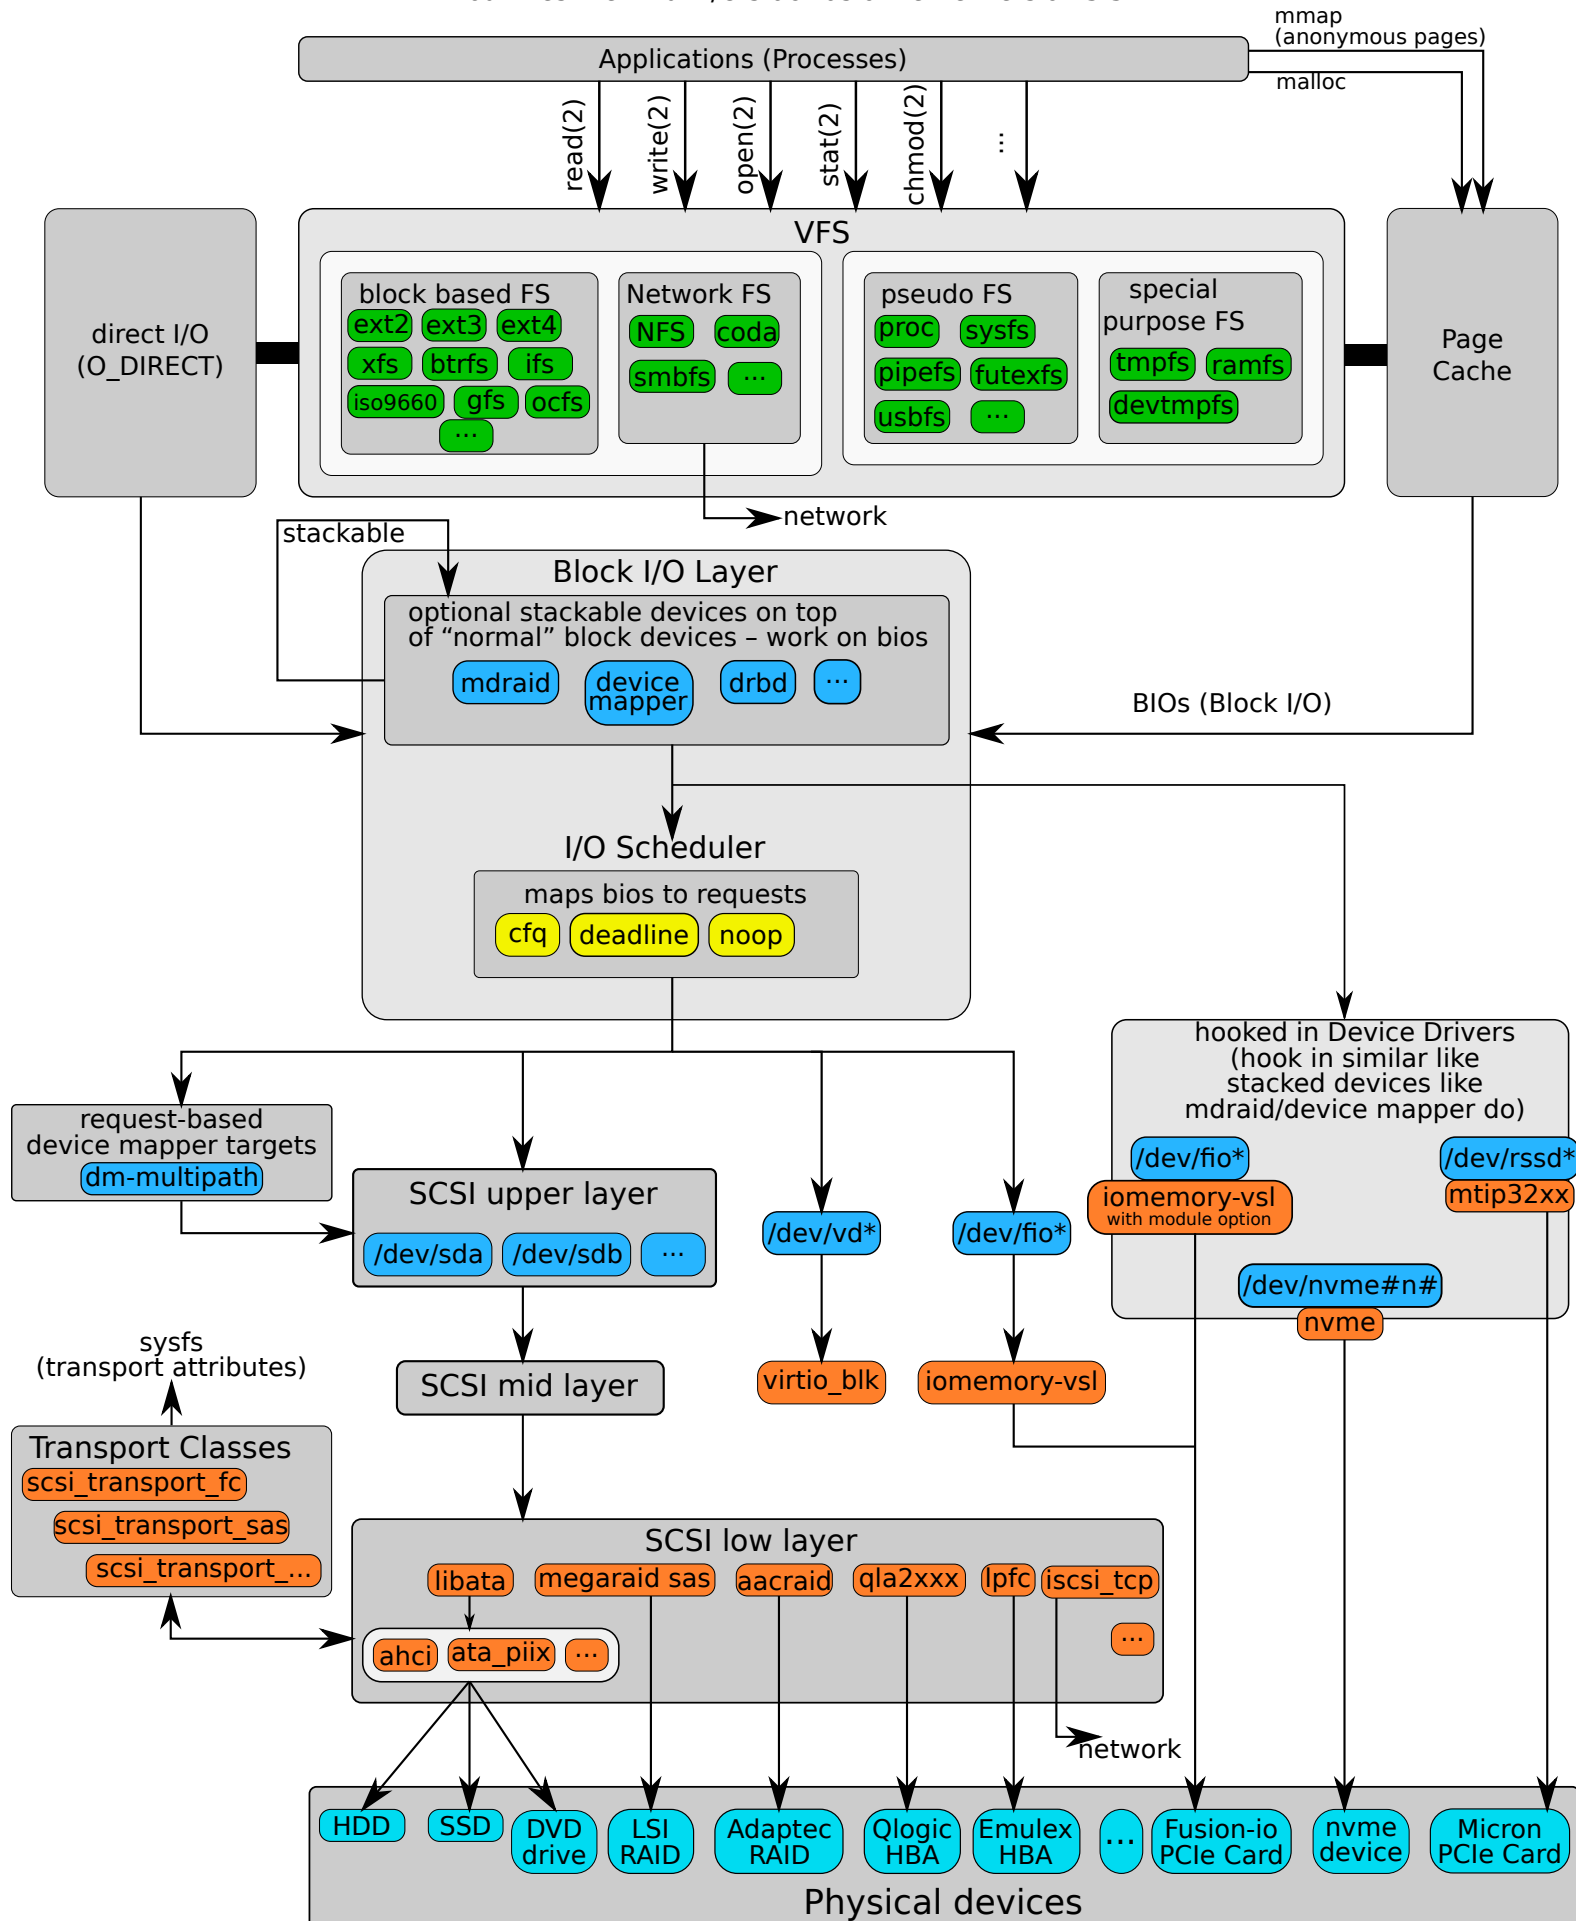 mmap
(anonymous pages)
malloc
Applications (Processes)
read(2)
write(2)
open(2)
stat(2)
chmod(2)
...
VFS
direct I/O
(O_DIRECT)
block based FS
ext2 ext3 ext4
xfs btrfs ifs
iso9660 gfs ocfs
...
Network FS
NFS coda
smbfs ...
pseudo FS
proc sysfs
pipefs futexfs
usbfs ...
special
purpose FS
tmpfs ramfs
devtmpfs
Page
Cache
network
stackable
Block I/O Layer
optional stackable devices on top
of “normal” block devices – work on bios
mdraid
device
mapper
drbd
...
BIOs (Block I/O)
I/O Scheduler
maps bios to requests
cfq deadline noop
hooked in Device Drivers
(hook in similar like
stacked devices like
mdraid/device mapper do)
/dev/fio*
iomemory-vsl
with module option
/dev/rssd*
mtip32xx
/dev/nvme#n#
nvme
request-based
device mapper targets
dm-multipath
SCSI upper layer
/dev/sda /dev/sdb ...
/dev/vd*
/dev/fio*
sysfs
(transport attributes)
SCSI mid layer
virtio_blk
iomemory-vsl
Transport Classes
scsi_transport_fc
scsi_transport_sas
scsi_transport_...
SCSI low layer
libata megaraid sas aacraid qla2xxx lpfc iscsi_tcp
ahci ata_piix ...
...
network
HDD
SSD
DVD
drive
LSI
RAID
Adaptec
RAID
Qlogic
HBA
Emulex
HBA
...
Fusion-io
PCIe Card
nvme
device
Micron
PCIe Card
Physical devices